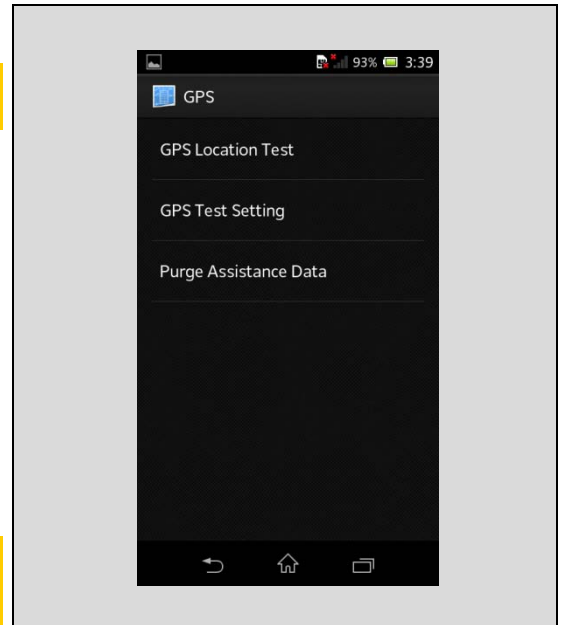 93% 3:39
GPS
GPS Location Test
GPS Test Setting
Purge Assistance Data